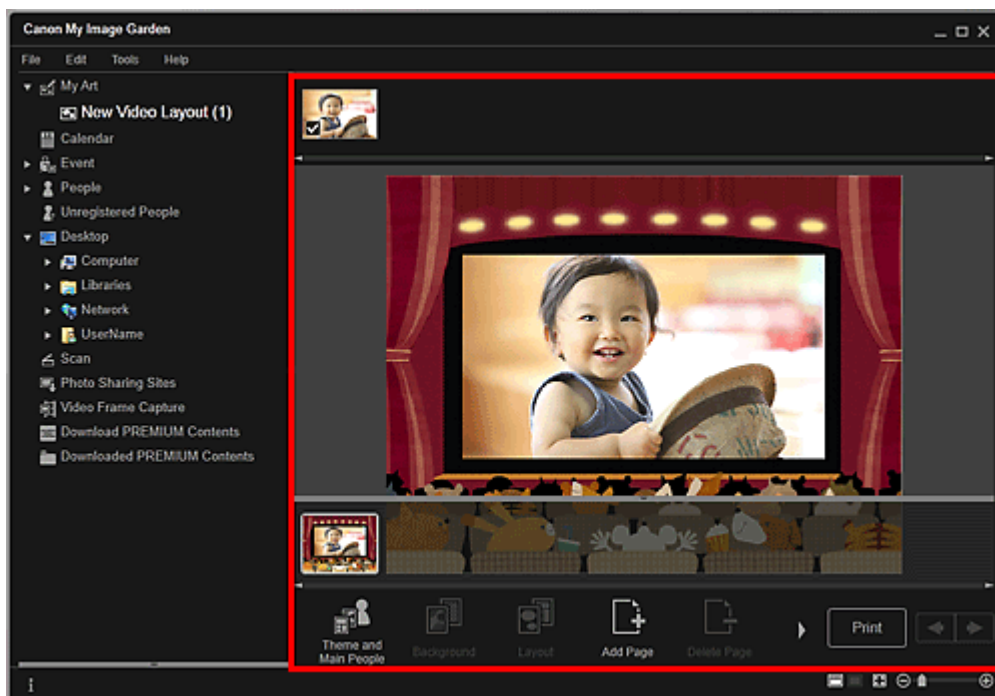 Canon My Image Garden
File Edit Tools Help
My Art
New Video Layout (1)
Calendar
Event
People
Unregistered People
Desktop
Computer
Libraries
Network
UserName
Scan
Photo Sharing Sites
Video Frame Capture
Download PREMIUM Contents
Downloaded PREMIUM Contents
Theme and
Main People
Background
Layout
Add Page
Delete Page
Print